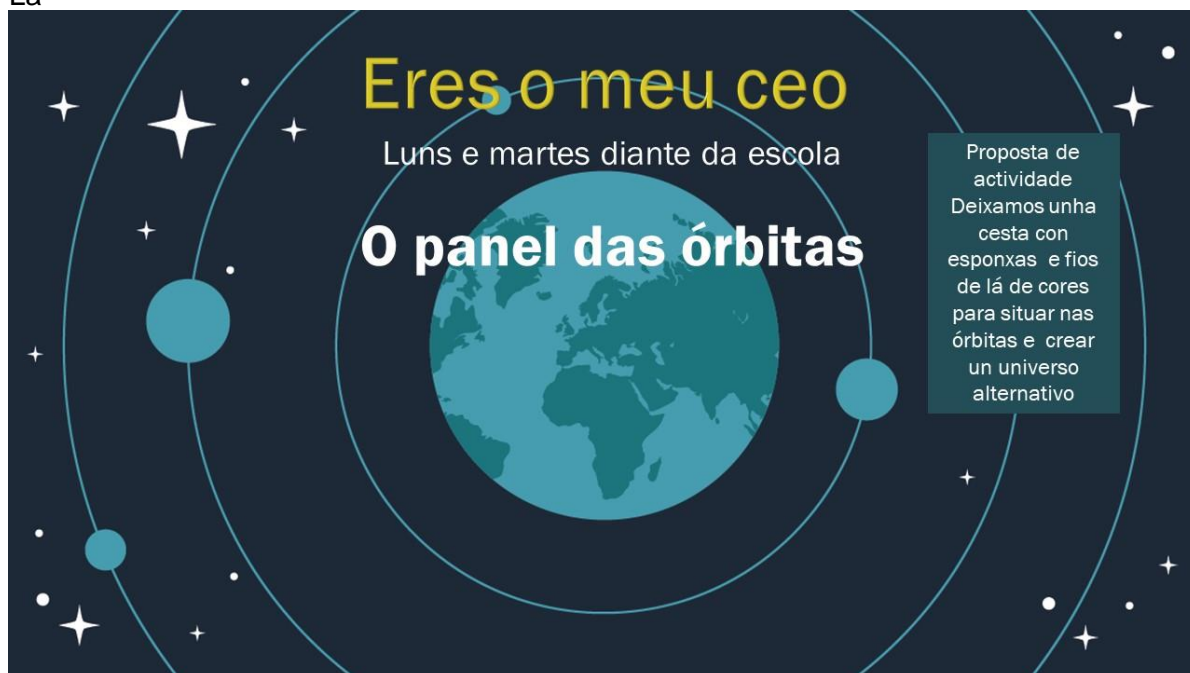 La
Eres o meu ceo
Luns e martes diante da escola
O panel das órbitas
Proposta de
actividade
Deixamos unha
cesta con
esponxas e fios
de lá de cores
para situar nas
órbitas e crear
un universo
alternativo